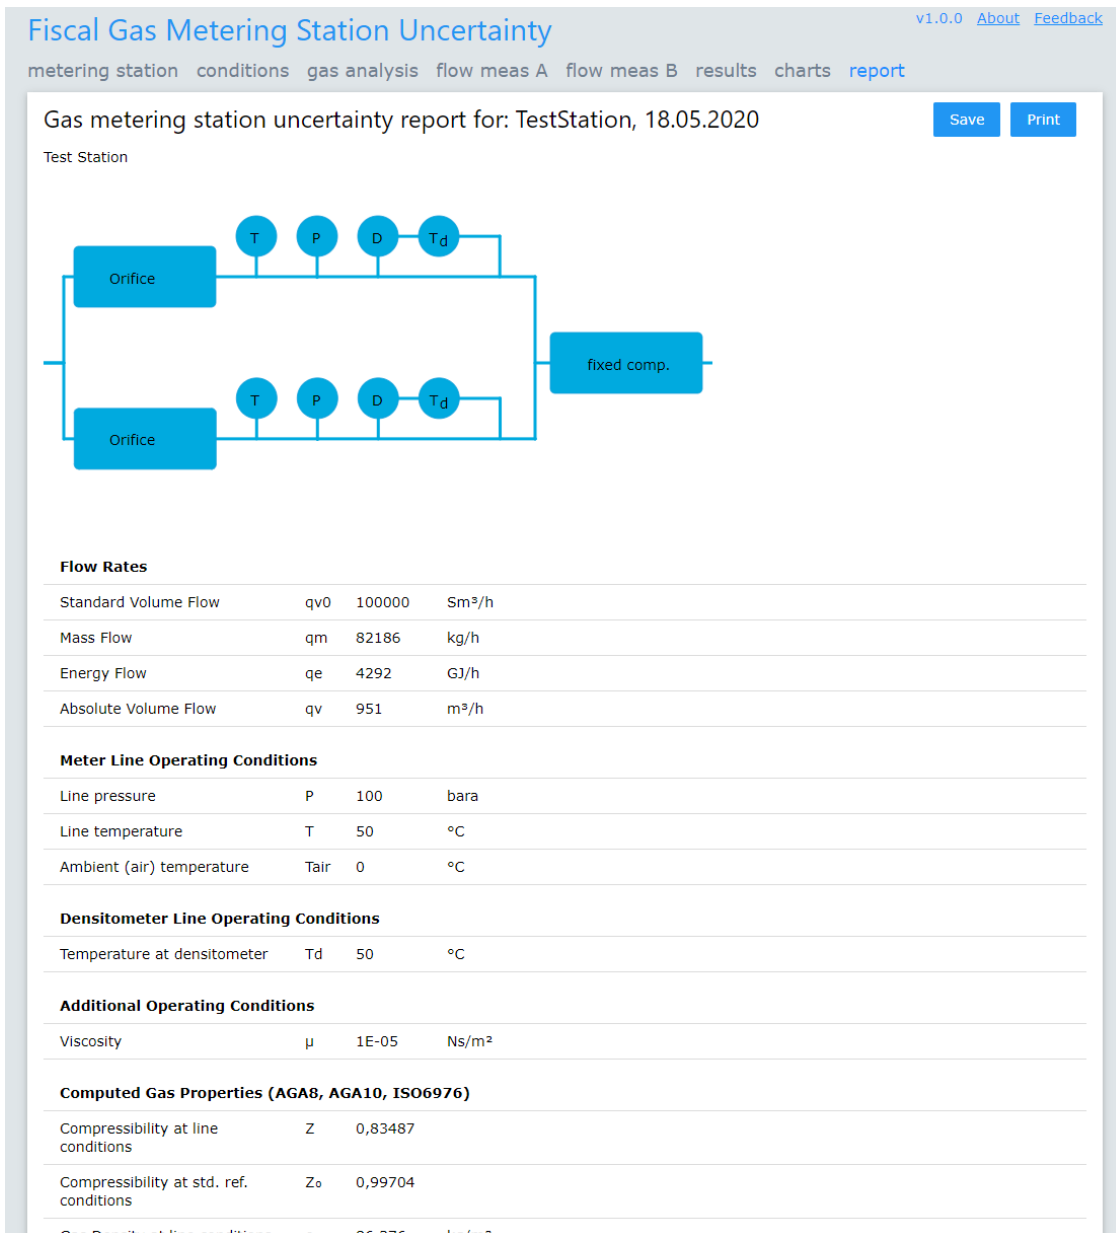 Fiscal Gas Metering Station Uncertainty
v1.0.0 About Feedback
metering station conditions gas analysis flow meas A flow meas B results charts report
Gas metering station uncertainty report for: TestStation, 18.05.2020
Save Print
Test Station
T P D Td
Orifice
fixed comp.
T P D Td
Orifice
Flow Rates
Standard Volume Flow qv0 100000 Sm³/h
Mass Flow qm 82186 kg/h
Energy Flow qe 4292 GJ/h
Absolute Volume Flow qv 951 m³/h
Meter Line Operating Conditions
Line pressure P 100 bara
Line temperature T 50 °C
Ambient (air) temperature Tair 0 °C
Densitometer Line Operating Conditions
Temperature at densitometer Td 50 °C
Additional Operating Conditions
Viscosity µ 1E-05 Ns/m²
Computed Gas Properties (AGA8, AGA10, ISO6976)
Compressibility at line Z 0,83487
conditions
Compressibility at std. ref. Z₀ 0,99704
conditions